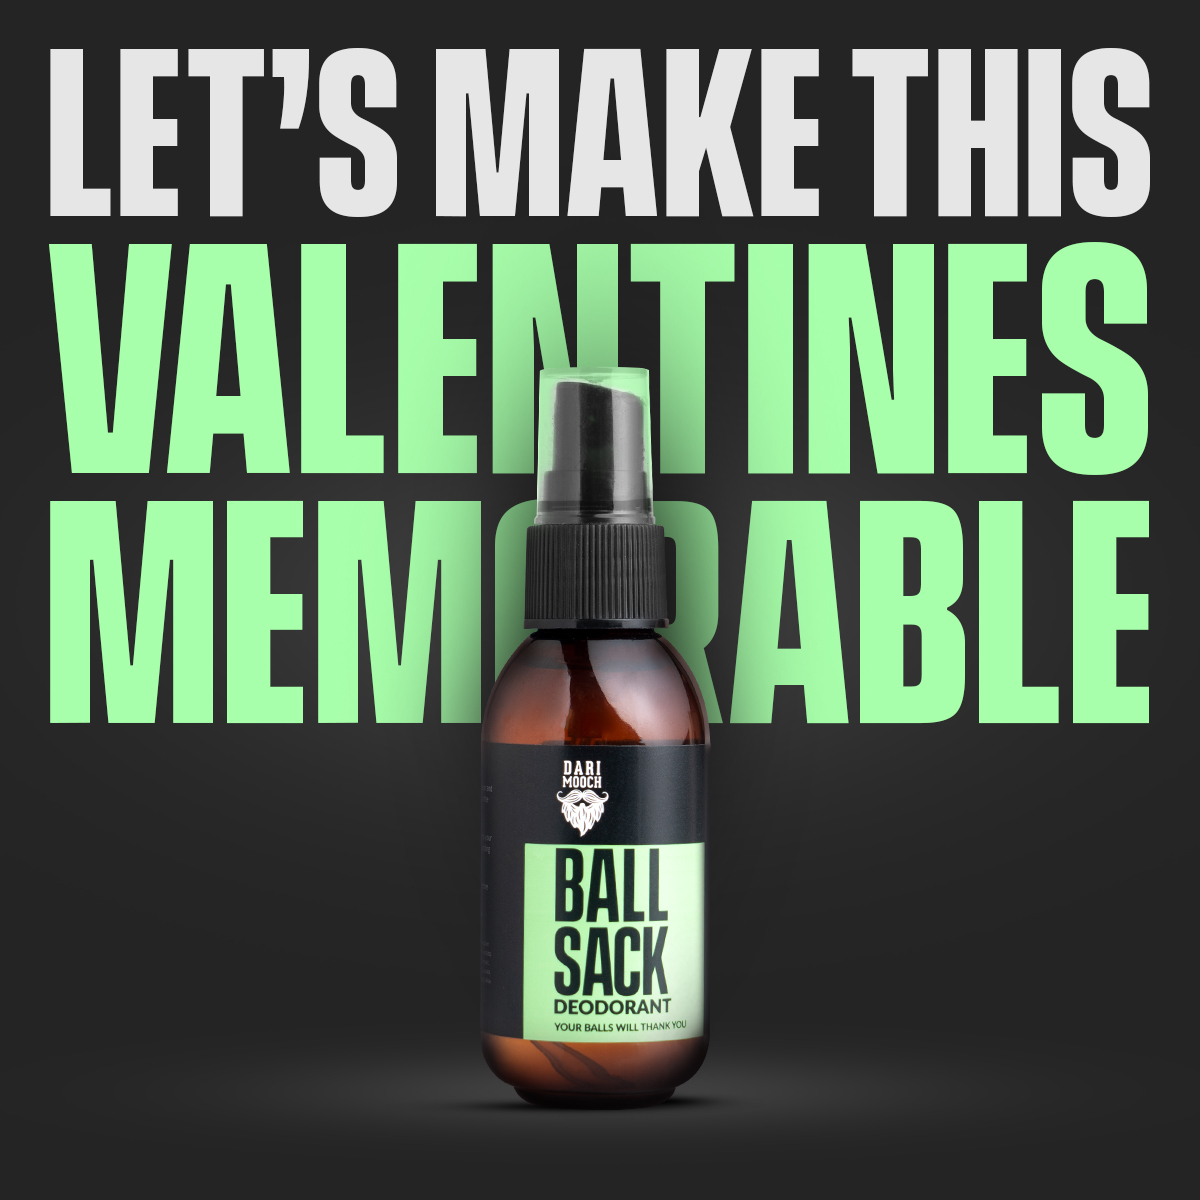 LET'S MAKE THIS
VALENTINES
MEMORABLE
DARI
MOOCH
BALL
SACK
DEODORANT
YOUR BALLS WILL THANK YOU